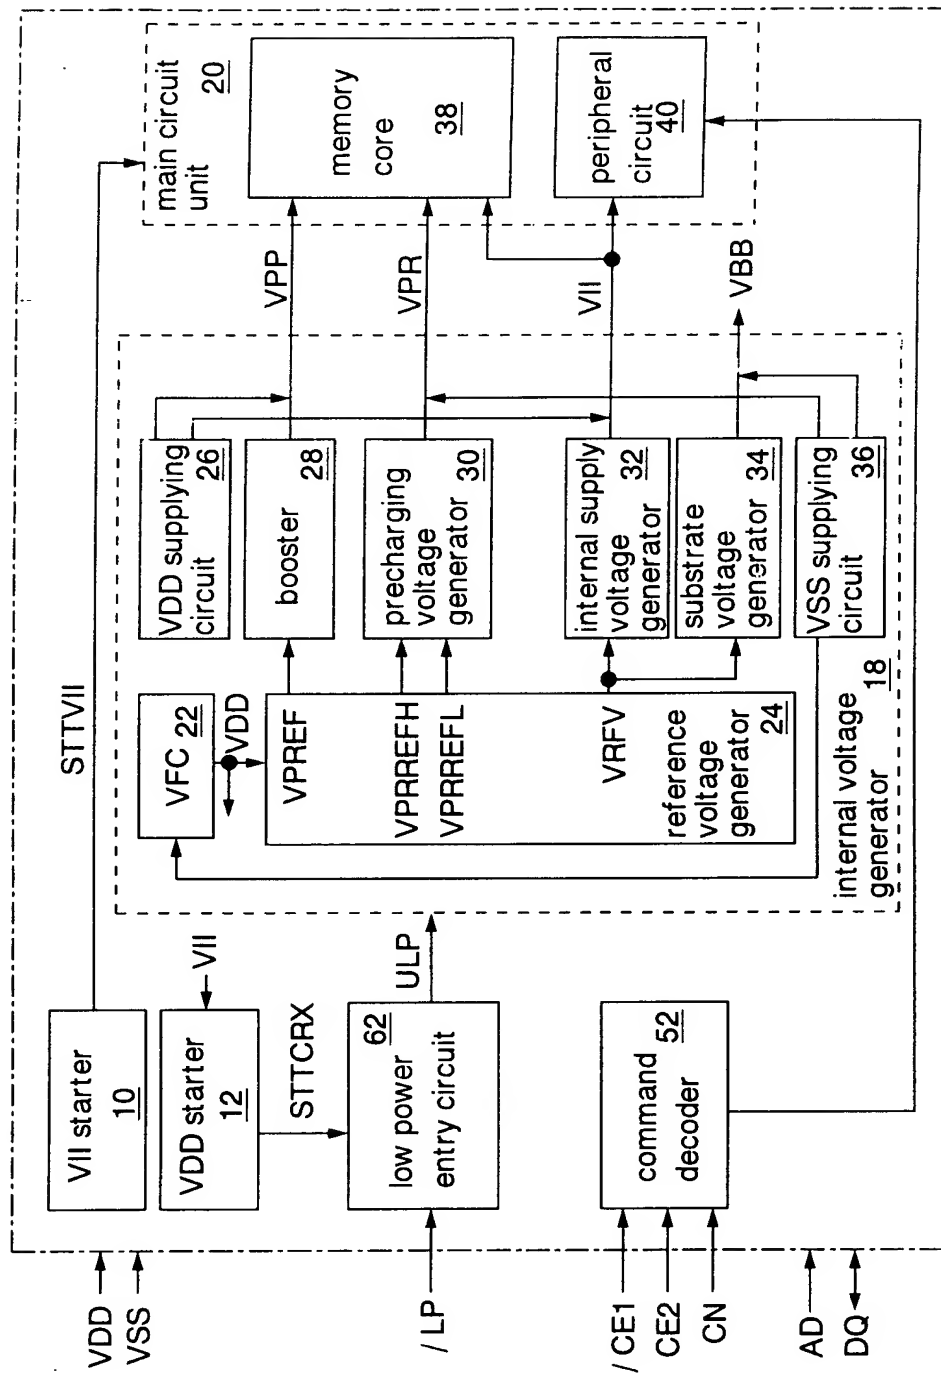 VDD
VSS
/LP
/CE1
CE2
CN
AD
DQ
VII starter
10
VDD starter
12
VII
STTCRX
low power
entry circuit
62
ULP
command
decoder
52
STTVII
VFC 22
VDD
VPREF
VPRREFH
VPRREFL
VRFV
reference
voltage
generator
24
VDD supplying
circuit
26
booster
28
precharging
voltage
generator
30
internal supply
voltage
generator
32
substrate
voltage
generator
34
VSS supplying
circuit
36
internal voltage
generator
18
VPP
VPR
VII
VBB
main circuit
unit
20
memory
core
38
peripheral
circuit
40